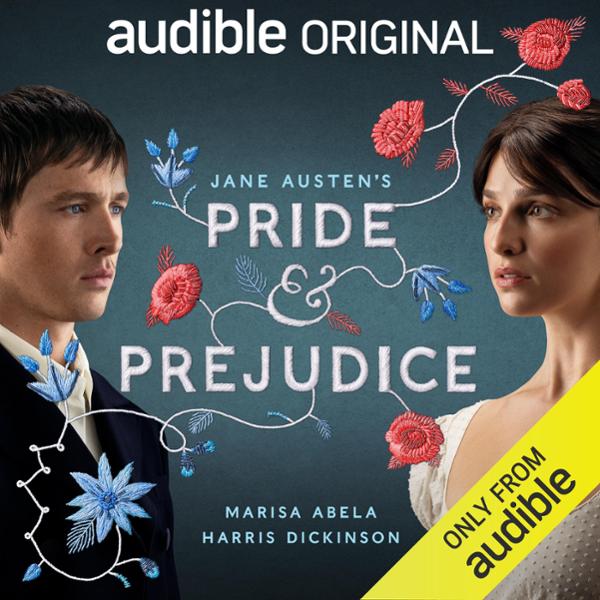 audible ORIGINAL
JANE AUSTEN'S
PRIDE
&
PREJUDICE
MARISA ABELA
HARRIS DICKINSON
ONLY FROM
audible